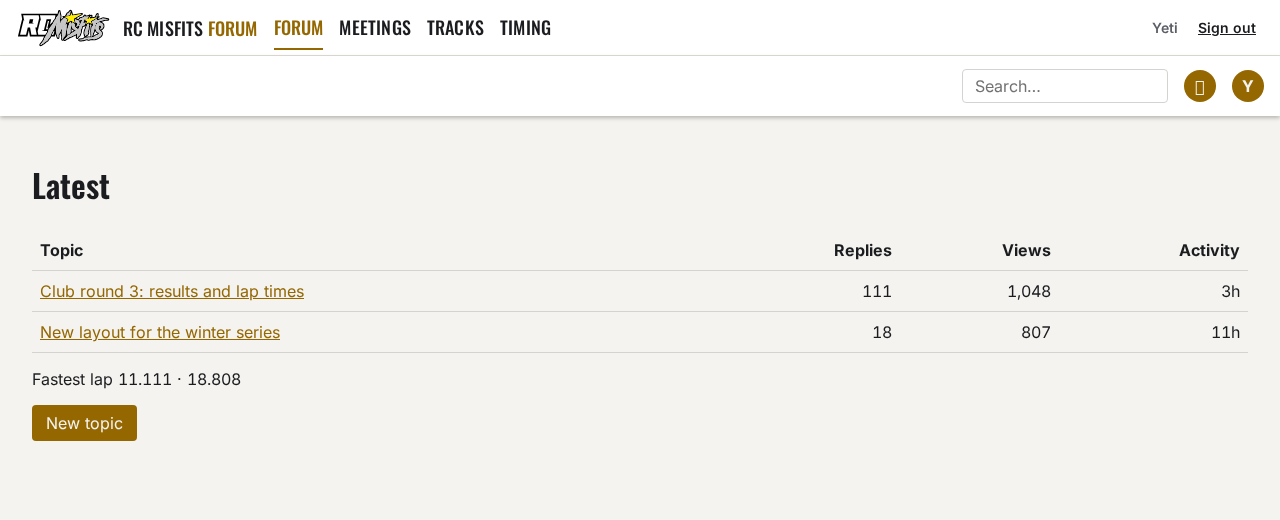 RC MISFITS RC MISFITS FORUM FORUM MEETINGS TRACKS TIMING Yeti Sign out
Search... Y
Latest
Topic Replies Views Activity
Club round 3: results and lap times 111 1,048 3h
New layout for the winter series 18 807 11h
Fastest lap 11.111 · 18.808
New topic